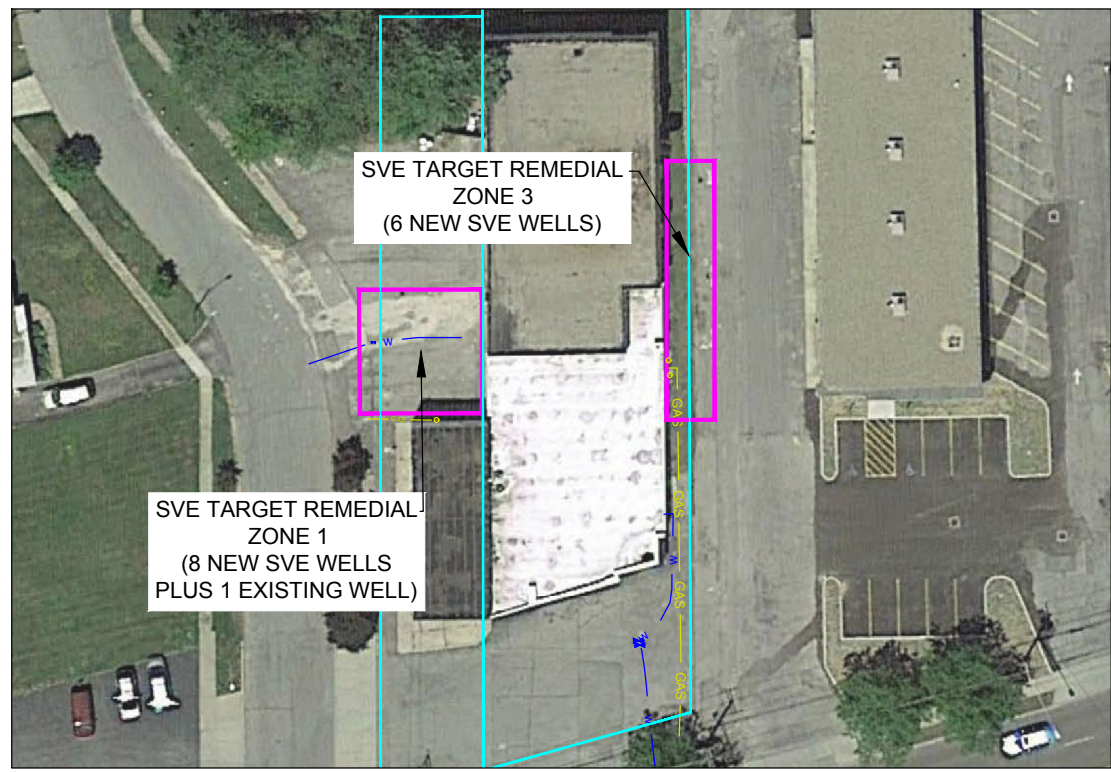 SVE TARGET REMEDIAL
ZONE 3
(6 NEW SVE WELLS)
W
GAS
GAS
GAS
GAS
W
W
W
SVE TARGET REMEDIAL
ZONE 1
(8 NEW SVE WELLS
PLUS 1 EXISTING WELL)